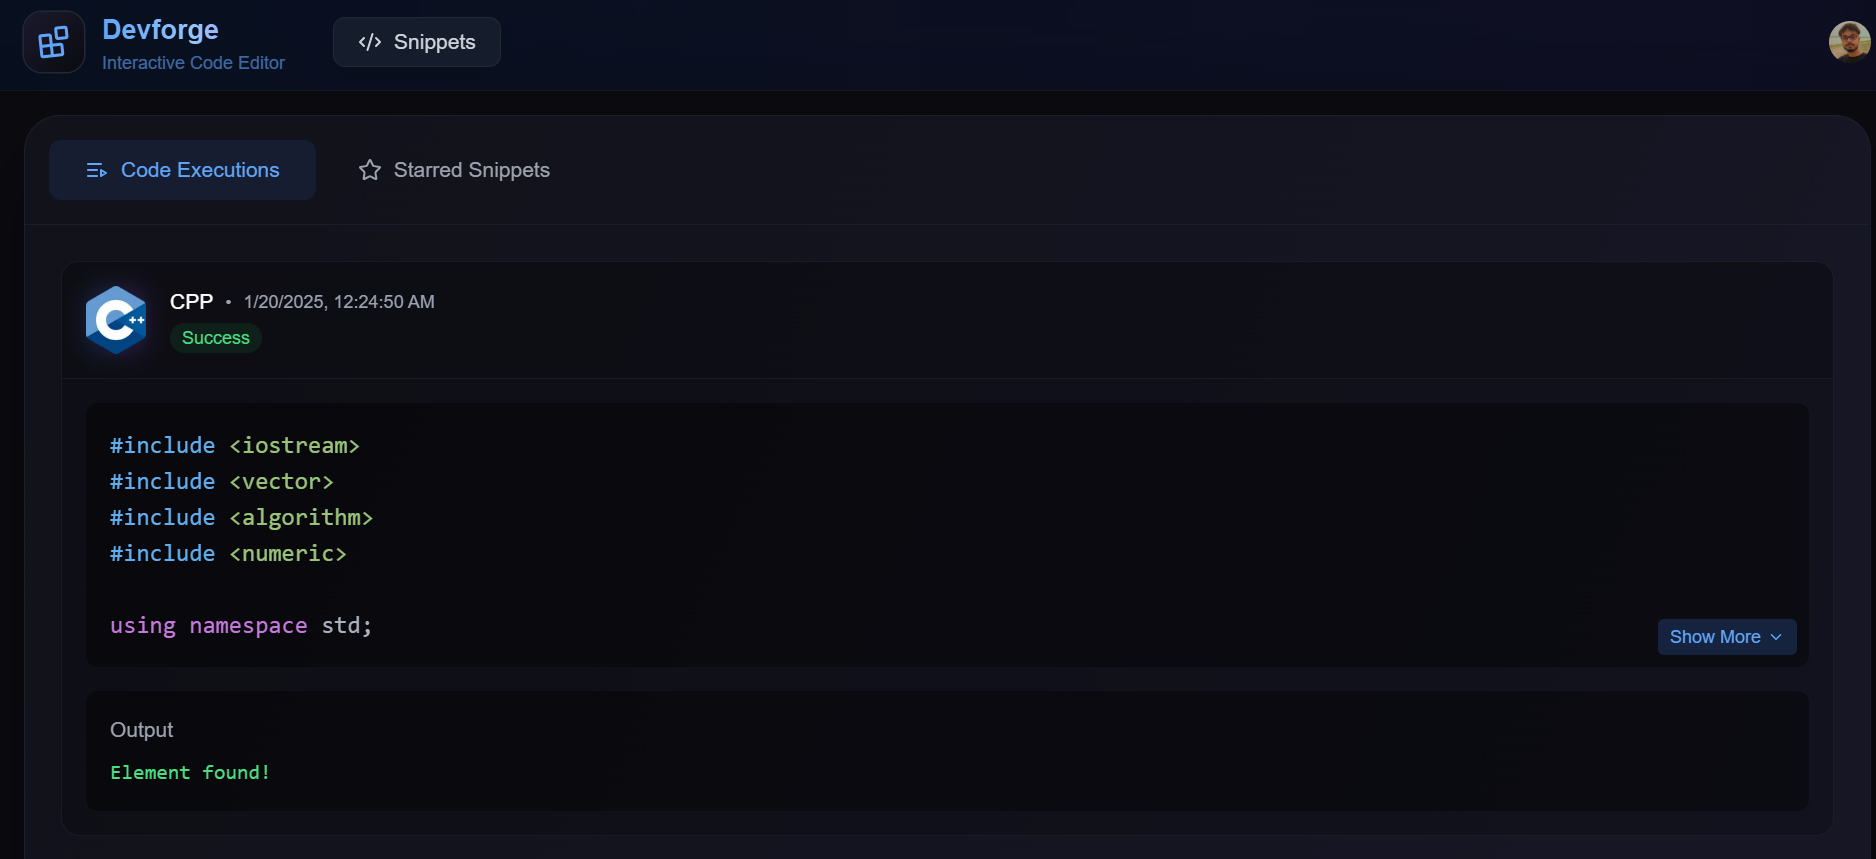 Devforge
Interactive Code Editor
</> Snippets
Code Executions
Starred Snippets
C++
CPP • 1/20/2025, 12:24:50 AM
Success
#include <iostream>
#include <vector>
#include <algorithm>
#include <numeric>
using namespace std;
Show More
Output
Element found!